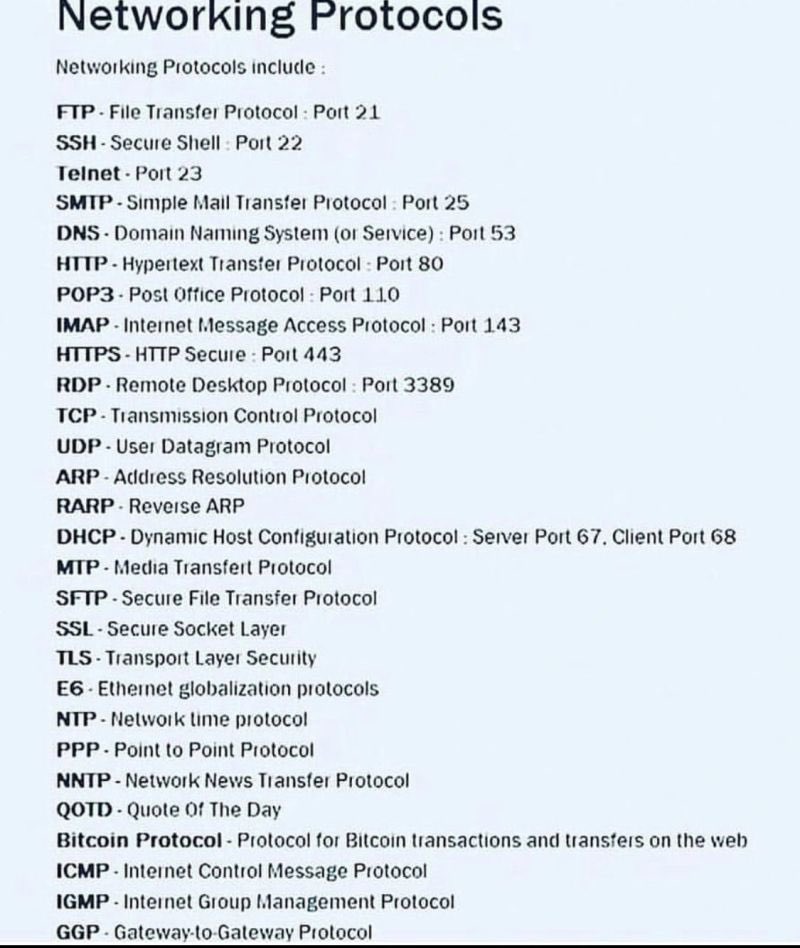 Networking Protocols
Networking Protocols include :
FTP - File Transfer Protocol : Port 21
SSH - Secure Shell : Port 22
Telnet - Port 23
SMTP - Simple Mail Transfer Protocol : Port 25
DNS - Domain Naming System (or Service) : Port 53
HTTP - Hypertext Transfer Protocol : Port 80
POP3 - Post Office Protocol : Port 110
IMAP - Internet Message Access Protocol : Port 143
HTTPS - HTTP Secure : Port 443
RDP - Remote Desktop Protocol : Port 3389
TCP - Transmission Control Protocol
UDP - User Datagram Protocol
ARP - Address Resolution Protocol
RARP - Reverse ARP
DHCP - Dynamic Host Configuration Protocol : Server Port 67, Client Port 68
MTP - Media Transfert Protocol
SFTP - Secure File Transfer Protocol
SSL - Secure Socket Layer
TLS - Transport Layer Security
E6 - Ethernet globalization protocols
NTP - Network time protocol
PPP - Point to Point Protocol
NNTP - Network News Transfer Protocol
QOTD - Quote Of The Day
Bitcoin Protocol - Protocol for Bitcoin transactions and transfers on the web
ICMP - Internet Control Message Protocol
IGMP - Internet Group Management Protocol
GGP - Gateway-to-Gateway Protocol